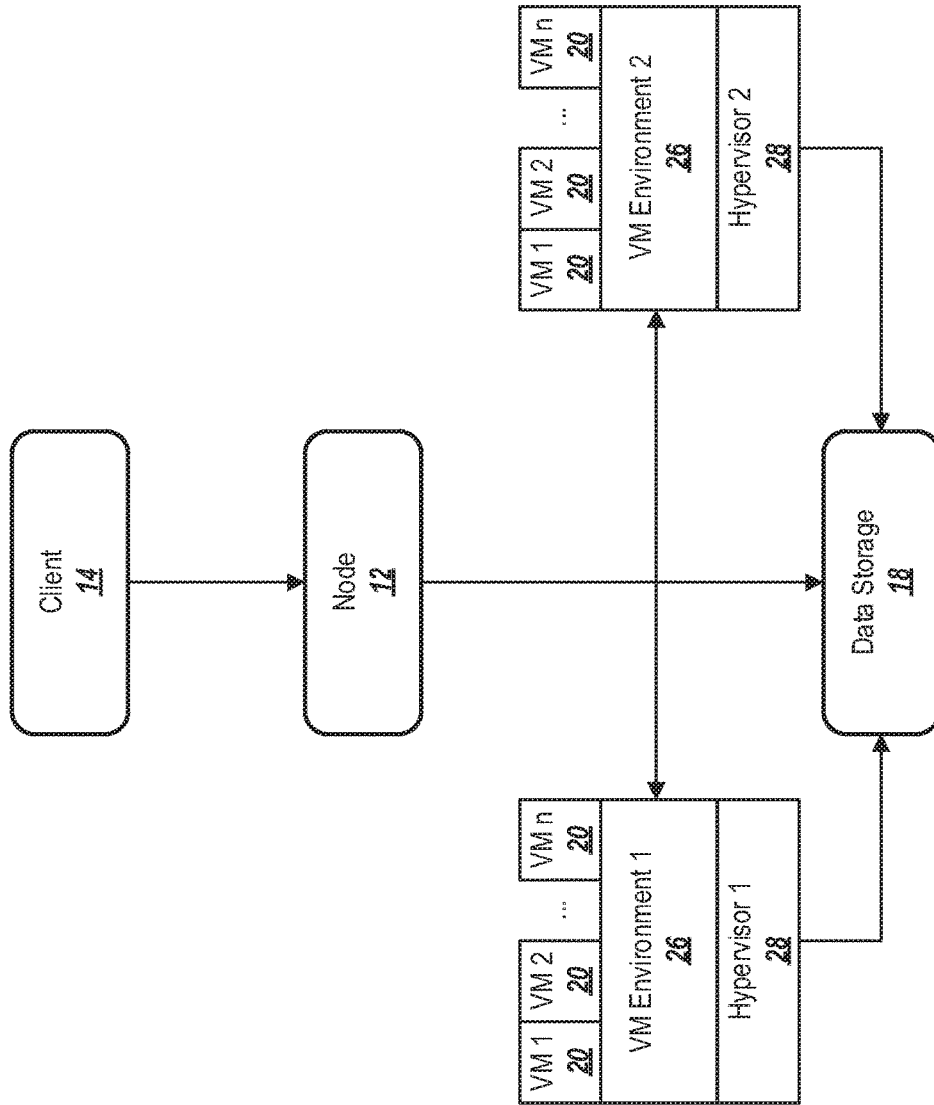 Client
14
Node
12
VM 1 VM 2 ... VM n
20 20 20
VM Environment 1
26
Hypervisor 1
28
VM 1 VM 2 ... VM n
20 20 20
VM Environment 2
26
Hypervisor 2
28
Data Storage
18